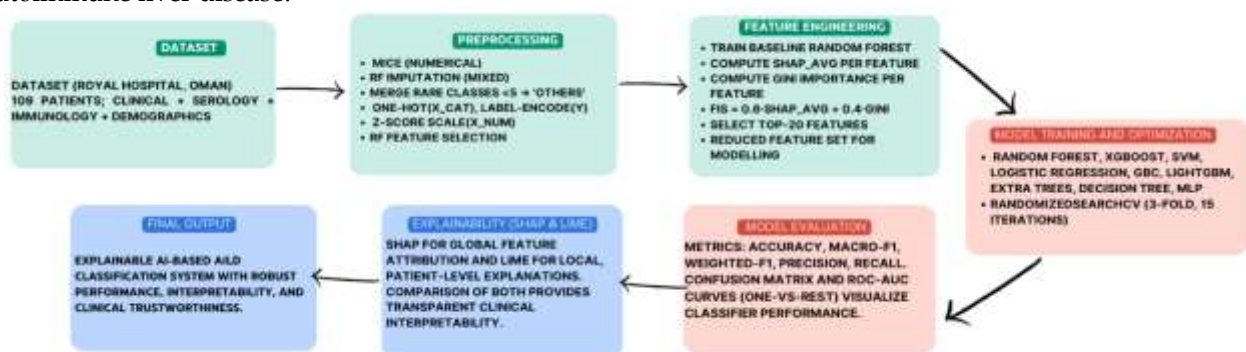 autoimmune liver disease.
DATASET
DATASET (ROYAL HOSPITAL, OMAN)
109 PATIENTS; CLINICAL + SEROLOGY +
IMMUNOLOGY + DEMOGRAPHICS
PREPROCESSING
• MICE (NUMERICAL)
• RF IMPUTATION (MIXED)
• MERGE RARE CLASSES <5 → 'OTHERS'
• ONE-HOT(X_CAT), LABEL-ENCODE(Y)
• Z-SCORE SCALE(X_NUM)
• RF FEATURE SELECTION
FEATURE ENGINEERING
• TRAIN BASELINE RANDOM FOREST
• COMPUTE SHAP_AVG PER FEATURE
• COMPUTE GINI IMPORTANCE PER
FEATURE
• FIS = 0.6·SHAP_AVG + 0.4·GINI
• SELECT TOP-20 FEATURES
• REDUCED FEATURE SET FOR
MODELLING
MODEL TRAINING AND OPTIMIZATION
• RANDOM FOREST, XGBOOST, SVM,
LOGISTIC REGRESSION, GBC, LIGHTGBM,
EXTRA TREES, DECISION TREE, MLP
• RANDOMIZEDSEARCHCV (3-FOLD, 15
ITERATIONS)
MODEL EVALUATION
METRICS: ACCURACY, MACRO-F1,
WEIGHTED-F1, PRECISION, RECALL.
CONFUSION MATRIX AND ROC-AUC
CURVES (ONE-VS-REST) VISUALIZE
CLASSIFIER PERFORMANCE.
EXPLAINABILITY (SHAP & LIME)
SHAP FOR GLOBAL FEATURE
ATTRIBUTION AND LIME FOR LOCAL,
PATIENT-LEVEL EXPLANATIONS.
COMPARISON OF BOTH PROVIDES
TRANSPARENT CLINICAL
INTERPRETABILITY.
FINAL OUTPUT
EXPLAINABLE AI-BASED AILD
CLASSIFICATION SYSTEM WITH ROBUST
PERFORMANCE, INTERPRETABILITY, AND
CLINICAL TRUSTWORTHINESS.